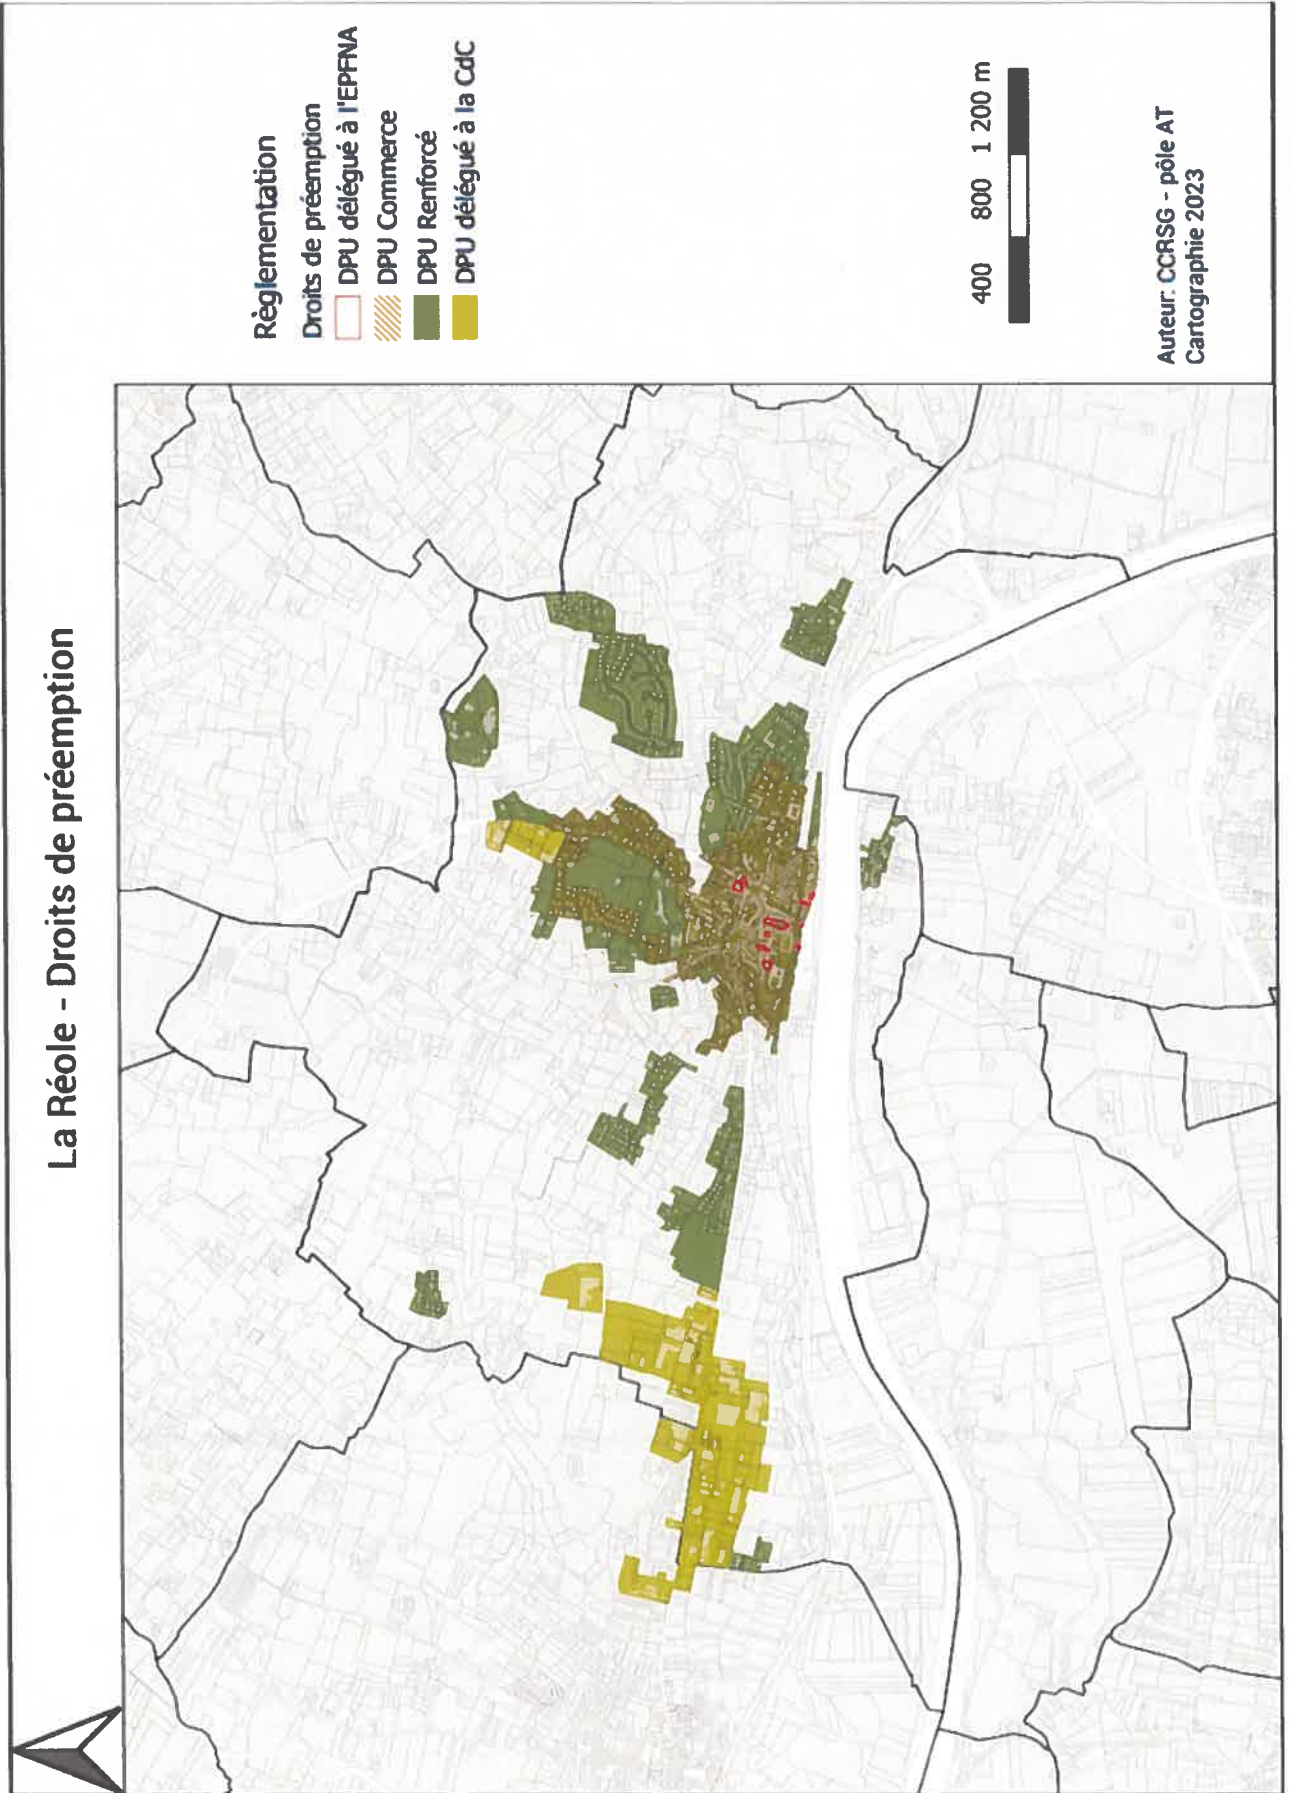 La Réole - Droits de préemption
Règlementation
Droits de préemption
DPU délégué à l'EPFNA
DPU Commerce
DPU Renforcé
DPU délégué à la CdC
400 800 1 200 m
Auteur: CCRSG - pôle AT
Cartographie 2023